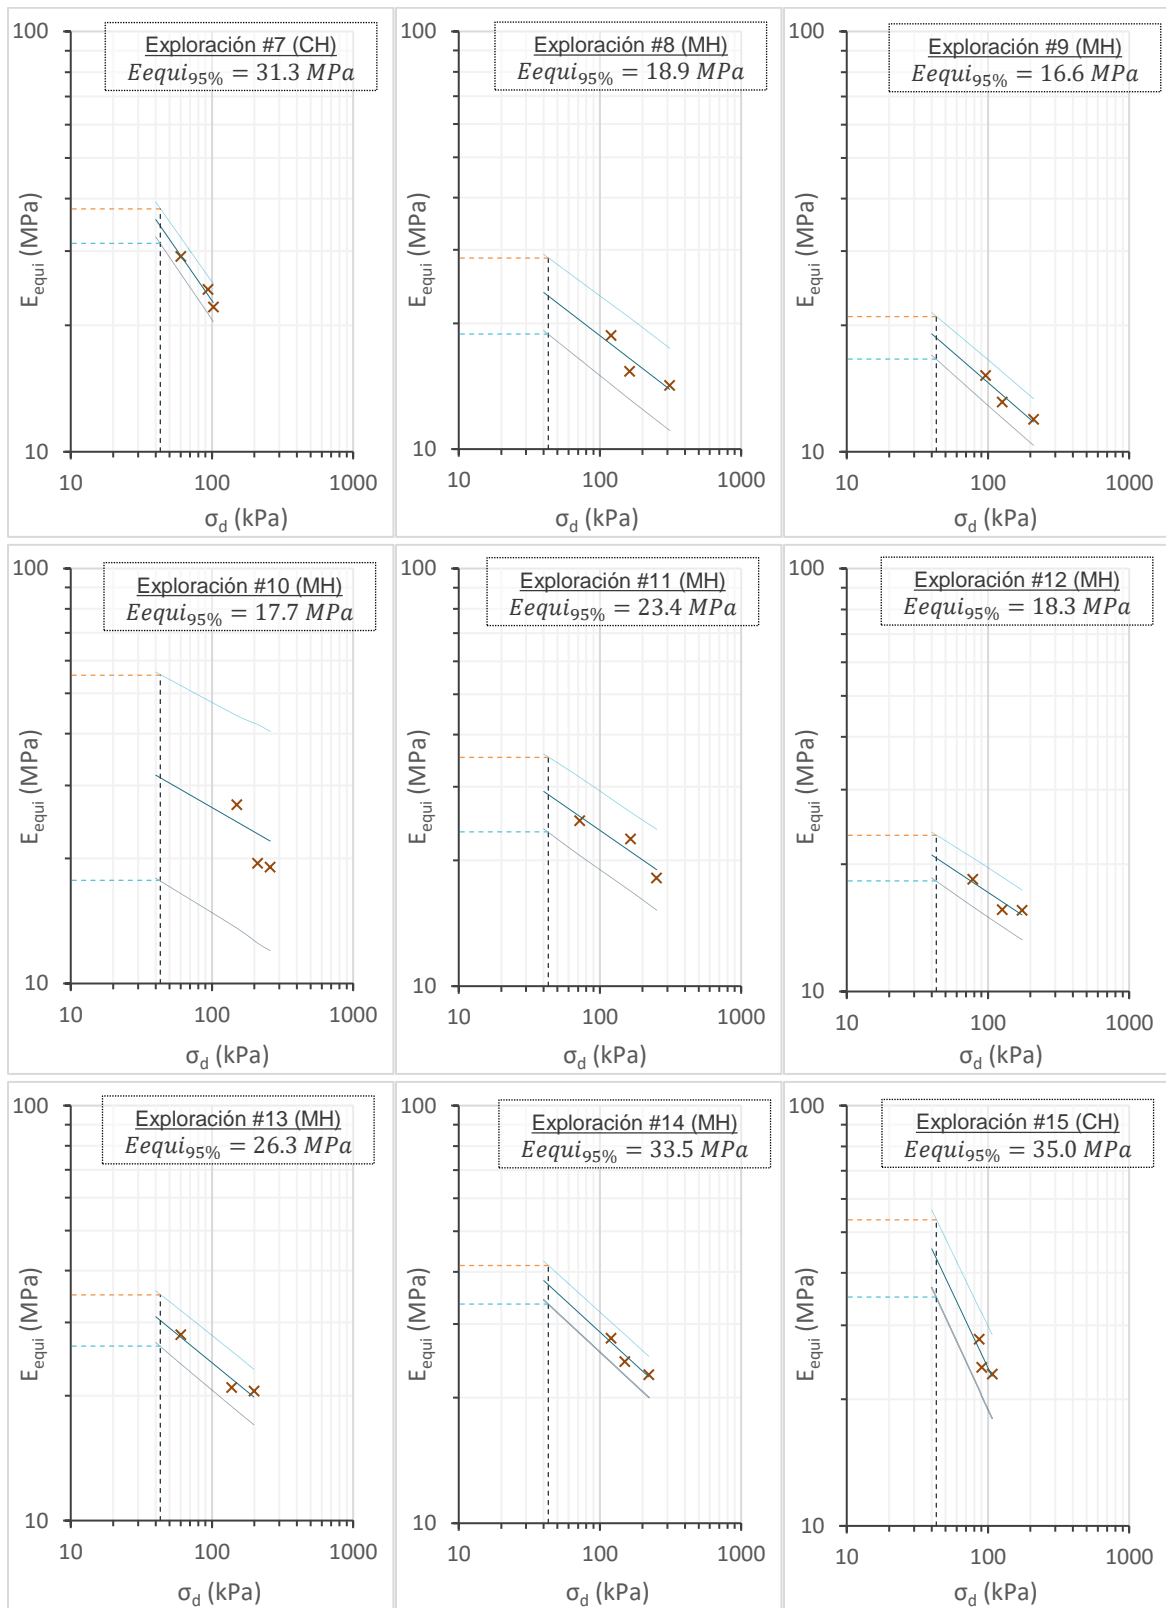 100
Exploración #7 (CH)
Eequi95% = 31.3 MPa
Eequi (MPa)
10
10 100 1000
σd (kPa)
100
Exploración #8 (MH)
Eequi95% = 18.9 MPa
Eequi (MPa)
10
10 100 1000
σd (kPa)
100
Exploración #9 (MH)
Eequi95% = 16.6 MPa
Eequi (MPa)
10
10 100 1000
σd (kPa)
100
Exploración #10 (MH)
Eequi95% = 17.7 MPa
Eequi (MPa)
10
10 100 1000
σd (kPa)
100
Exploración #11 (MH)
Eequi95% = 23.4 MPa
Eequi (MPa)
10
10 100 1000
σd (kPa)
100
Exploración #12 (MH)
Eequi95% = 18.3 MPa
Eequi (MPa)
10
10 100 1000
σd (kPa)
100
Exploración #13 (MH)
Eequi95% = 26.3 MPa
Eequi (MPa)
10
10 100 1000
σd (kPa)
100
Exploración #14 (MH)
Eequi95% = 33.5 MPa
Eequi (MPa)
10
10 100 1000
σd (kPa)
100
Exploración #15 (CH)
Eequi95% = 35.0 MPa
Eequi (MPa)
10
10 100 1000
σd (kPa)